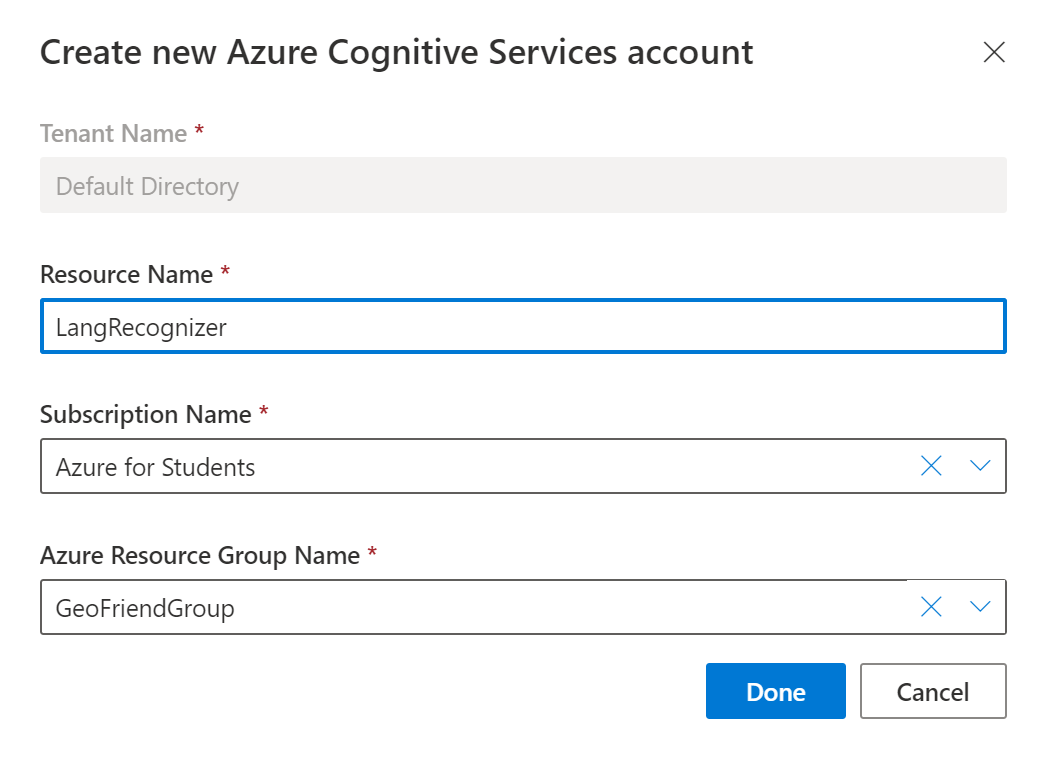 Create new Azure Cognitive Services account
Tenant Name *
Default Directory
Resource Name *
LangRecognizer
Subscription Name *
Azure for Students
Azure Resource Group Name *
GeoFriendGroup
Done Cancel